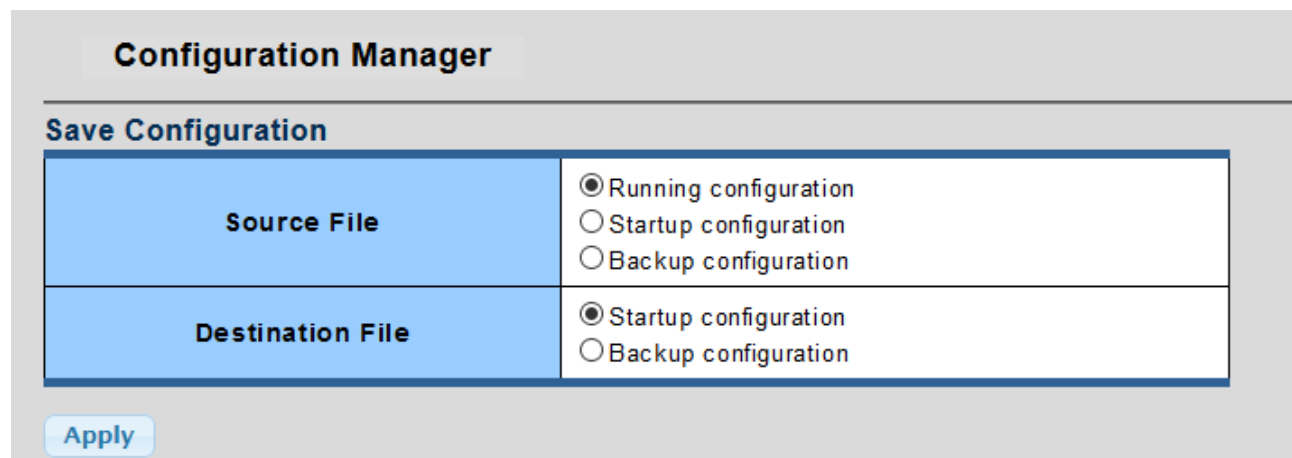 Configuration Manager
Save Configuration
Source File
Running configuration
Startup configuration
Backup configuration
Destination File
Startup configuration
Backup configuration
Apply